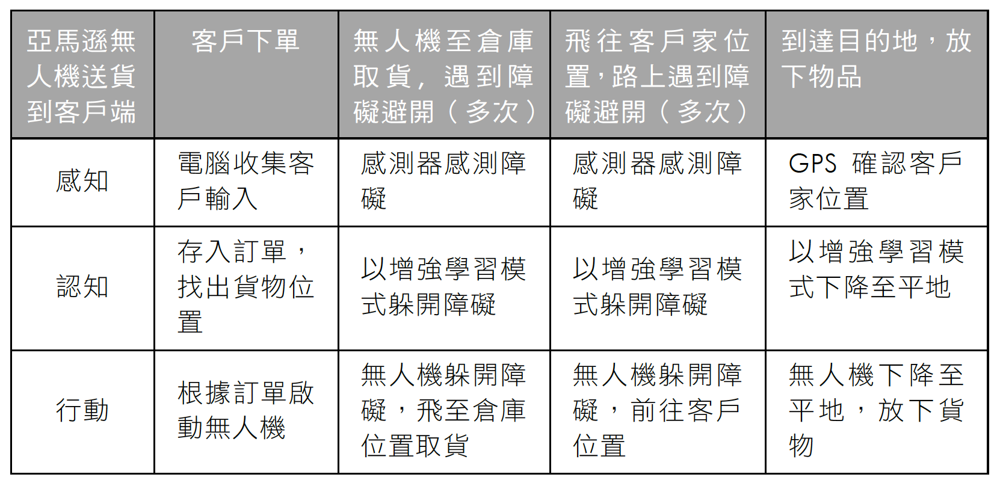 亞馬遜無
人機送貨
到客戶端
客戶下單
無人機至倉庫
取貨，遇到障
礙避開（多次）
飛往客戶家位
置，路上遇到障
礙避開（多次）
到達目的地，放
下物品
感知
電腦收集客
戶輸入
感測器感測障
礙
感測器感測障
礙
GPS 確認客戶
家位置
認知
存入訂單，
找出貨物位
置
以增強學習模
式躲開障礙
以增強學習模
式躲開障礙
以增強學習模
式下降至平地
行動
根據訂單啟
動無人機
無人機躲開障
礙，飛至倉庫
位置取貨
無人機躲開障
礙，前往客戶
位置
無人機下降至
平地，放下貨
物